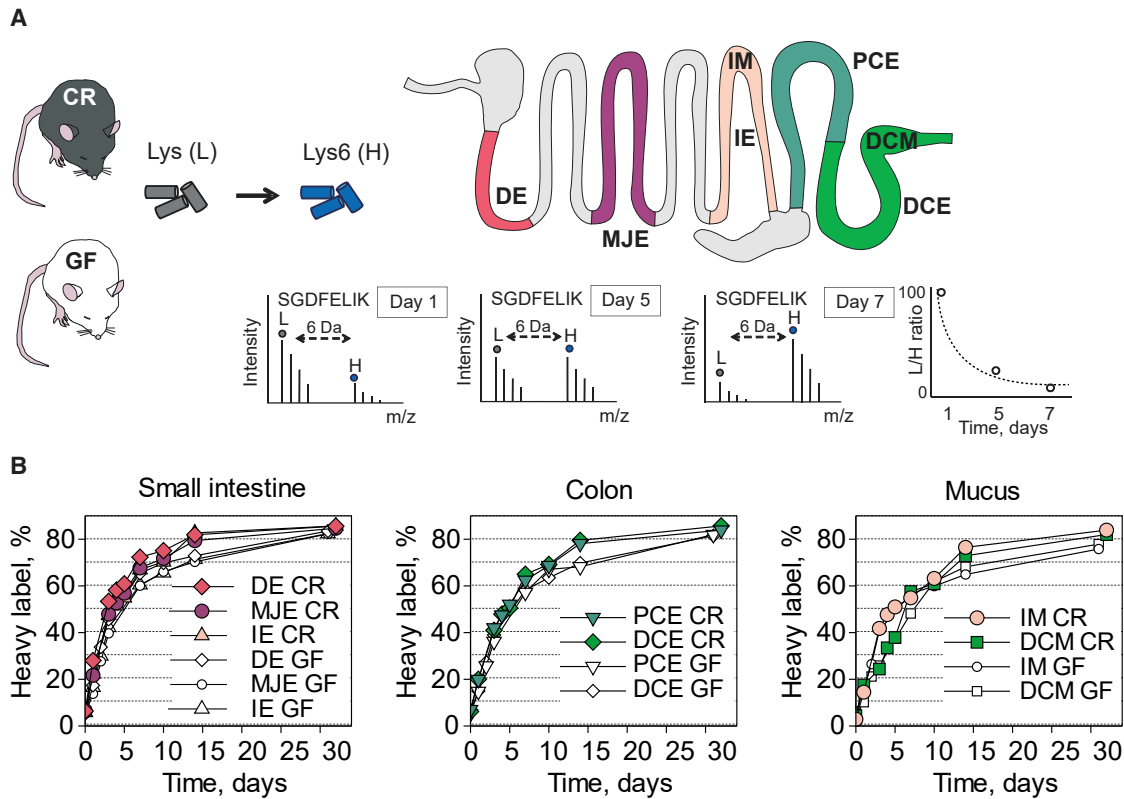 A
CR
GF
Lys (L)
Lys6 (H)
DE
MJE
IM
IE
PCE
DCM
DCE
SGDFELIK
Day 1
L
6 Da
H
Intensity
m/z
SGDFELIK
Day 5
L
6 Da
H
Intensity
m/z
SGDFELIK
Day 7
L
6 Da
H
Intensity
m/z
100
L/H ratio
0
1 5 7
Time, days
B
Small intestine
Heavy label, %
80
60
40
20
0
DE CR
MJE CR
IE CR
DE GF
MJE GF
IE GF
0 5 10 15 20 25 30
Time, days
Colon
Heavy label, %
80
60
40
20
0
PCE CR
DCE CR
PCE GF
DCE GF
0 5 10 15 20 25 30
Time, days
Mucus
Heavy label, %
80
60
40
20
0
IM CR
DCM CR
IM GF
DCM GF
0 5 10 15 20 25 30
Time, days